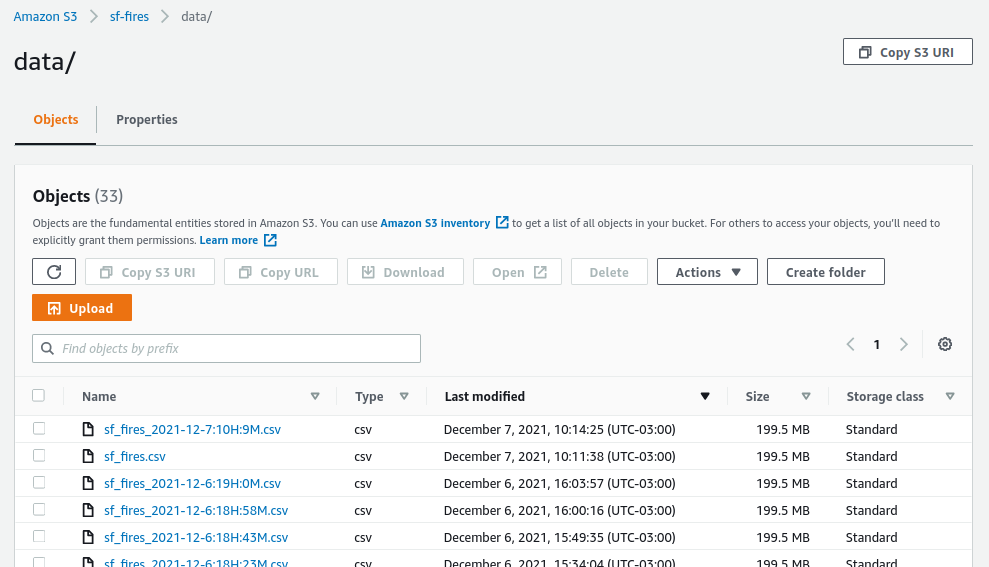 Amazon S3 > sf-fires > data/
data/
Copy S3 URI
Objects
Properties
Objects (33)
Objects are the fundamental entities stored in Amazon S3. You can use Amazon S3 inventory to get a list of all objects in your bucket. For others to access your objects, you'll need to
explicitly grant them permissions. Learn more
Copy S3 URI Copy URL Download Open Delete Actions Create folder
Upload
Find objects by prefix
1
Name Type Last modified Size Storage class
sf_fires_2021-12-7:10H:9M.csv csv December 7, 2021, 10:14:25 (UTC-03:00) 199.5 MB Standard
sf_fires.csv csv December 7, 2021, 10:11:38 (UTC-03:00) 199.5 MB Standard
sf_fires_2021-12-6:19H:0M.csv csv December 6, 2021, 16:03:57 (UTC-03:00) 199.5 MB Standard
sf_fires_2021-12-6:18H:58M.csv csv December 6, 2021, 16:00:16 (UTC-03:00) 199.5 MB Standard
sf_fires_2021-12-6:18H:43M.csv csv December 6, 2021, 15:49:35 (UTC-03:00) 199.5 MB Standard
sf_fires_2021-12-6:18H:23M.csv csv December 6, 2021, 15:34:04 (UTC-03:00) 199.5 MB Standard